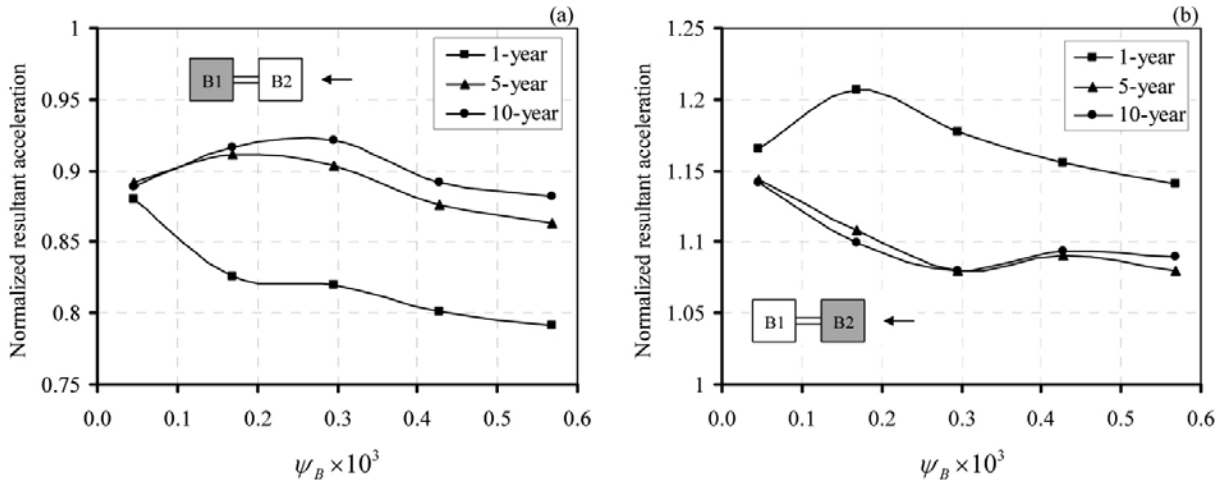 (a)
Normalized resultant acceleration
1
0.95
0.9
0.85
0.8
0.75
0.0 0.1 0.2 0.3 0.4 0.5 0.6
ψ_B ×10³
B1 B2
1-year
5-year
10-year
(b)
Normalized resultant acceleration
1.25
1.2
1.15
1.1
1.05
1
0.0 0.1 0.2 0.3 0.4 0.5 0.6
ψ_B ×10³
1-year
5-year
10-year
B1 B2